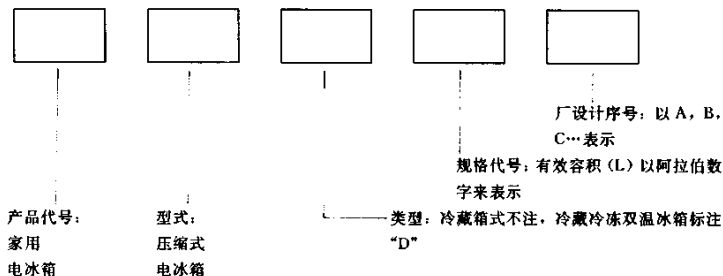 厂设计序号：以 A，B，
C…表示
规格代号：有效容积（L）以阿拉伯数
字来表示
产品代号：
家用
电冰箱
型式：
压缩式
电冰箱
类型：冷藏箱式不注，冷藏冷冻双温冰箱标注
“D”